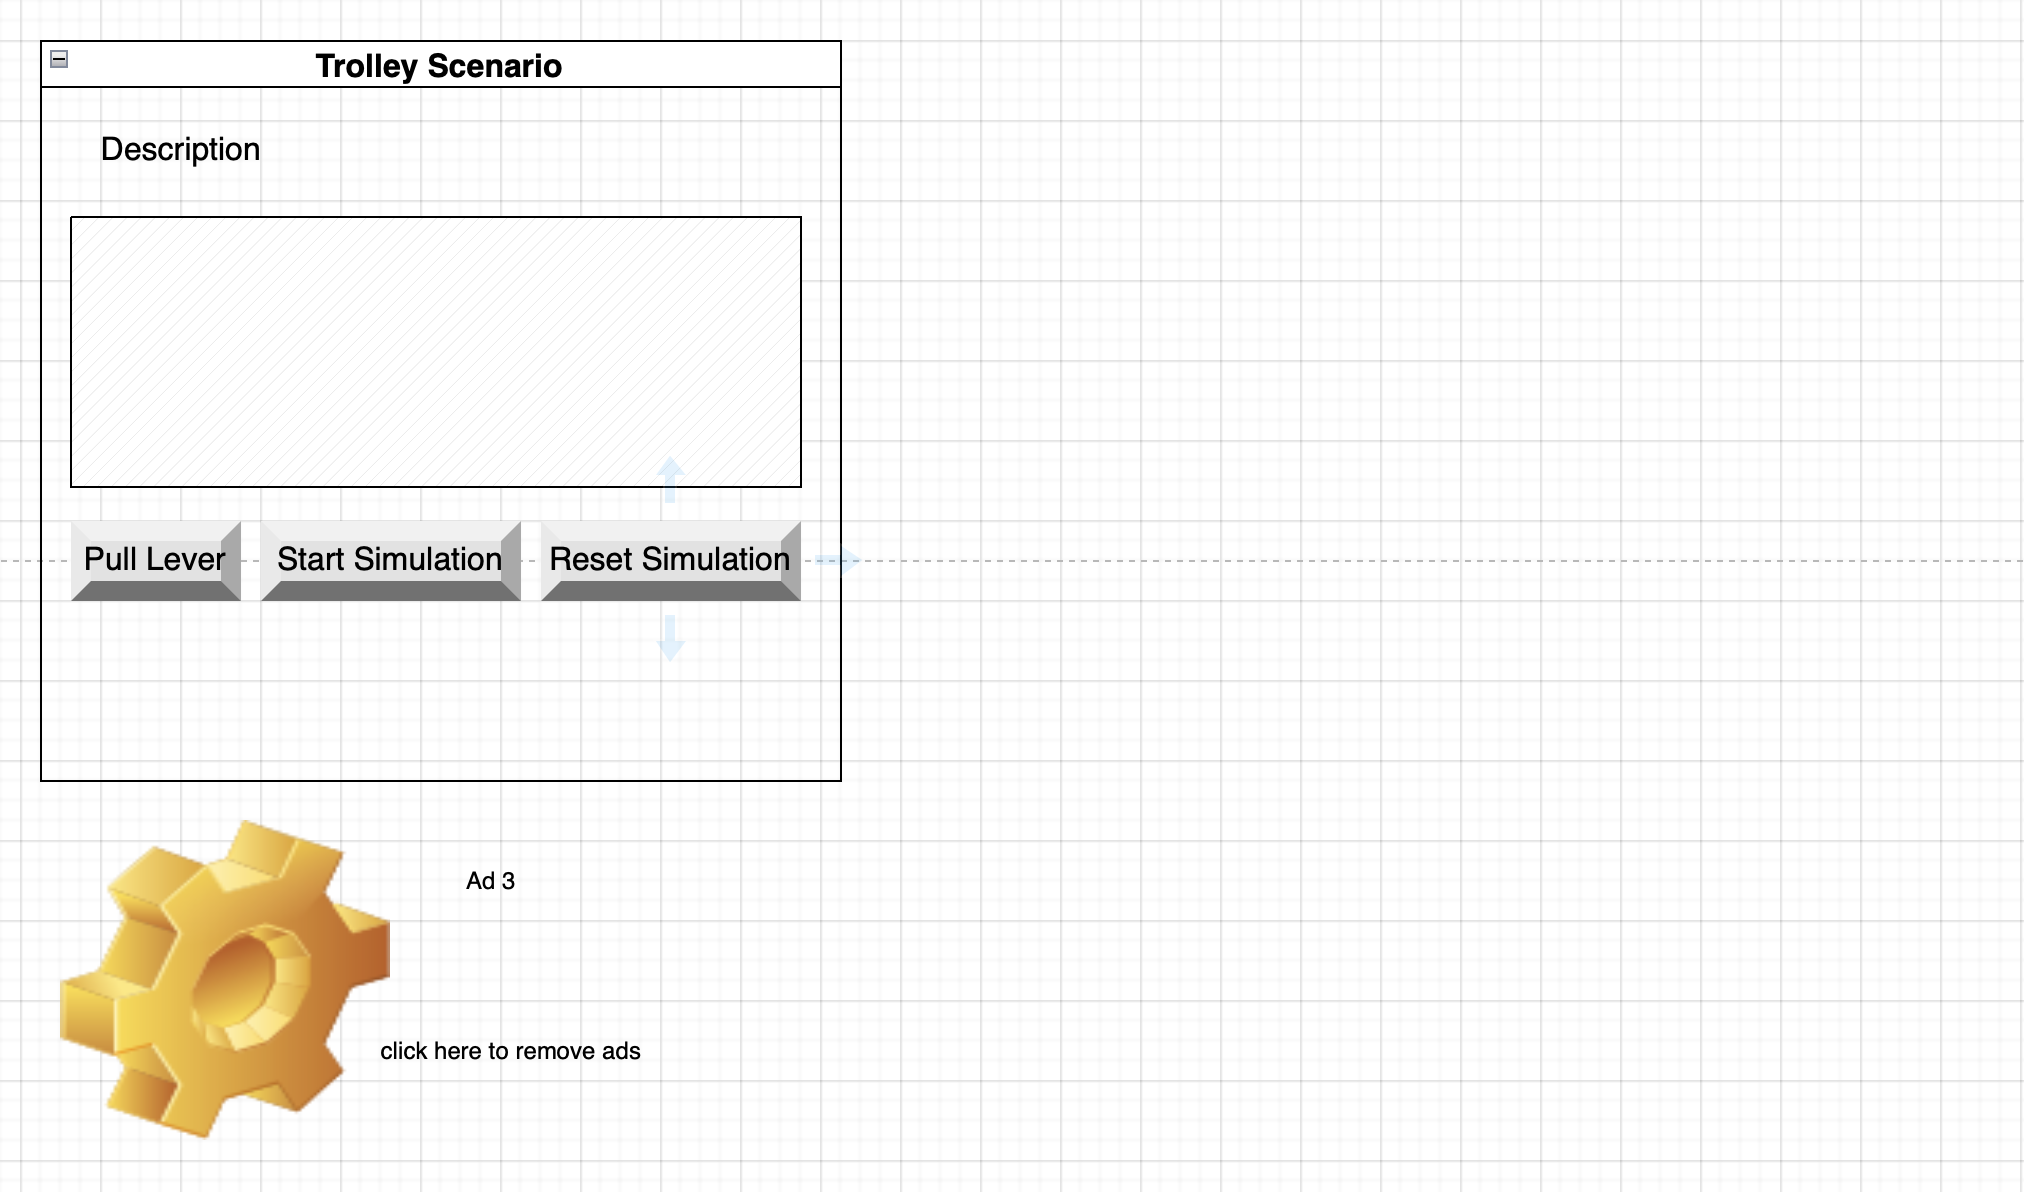 Trolley Scenario
Description
Pull Lever
Start Simulation
Reset Simulation
Ad 3
click here to remove ads